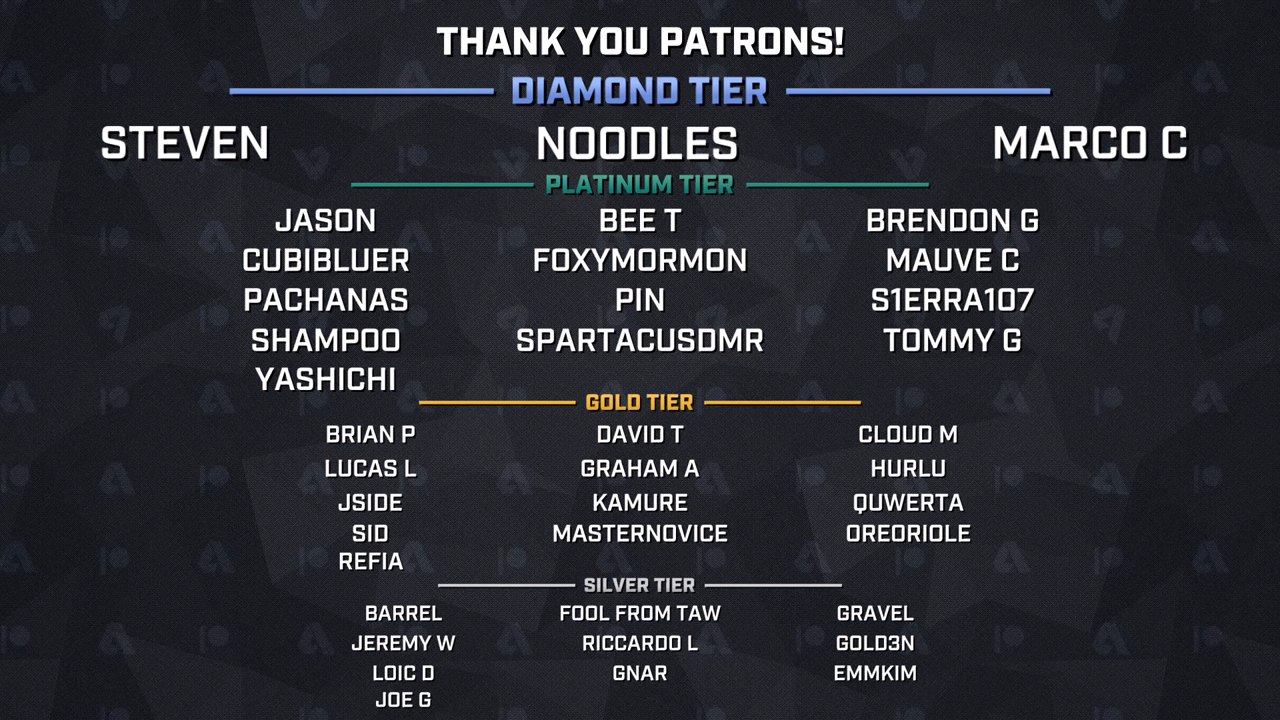 THANK YOU PATRONS!
DIAMOND TIER
STEVEN NOODLES MARCO C
PLATINUM TIER
JASON BEE T BRENDON G
CUBIBLUER FOXYMORMON MAUVE C
PACHANAS PIN S1ERRA107
SHAMPOO SPARTACUSDMR TOMMY G
YASHICHI
GOLD TIER
BRIAN P DAVID T CLOUD M
LUCAS L GRAHAM A HURLU
JSIDE KAMURE QUWERTA
SID MASTERNOVICE OREORIOLE
REFIA
SILVER TIER
BARREL FOOL FROM TAW GRAVEL
JEREMY W RICCARDO L GOLD3N
LOIC D GNAR EMMKIM
JOE G